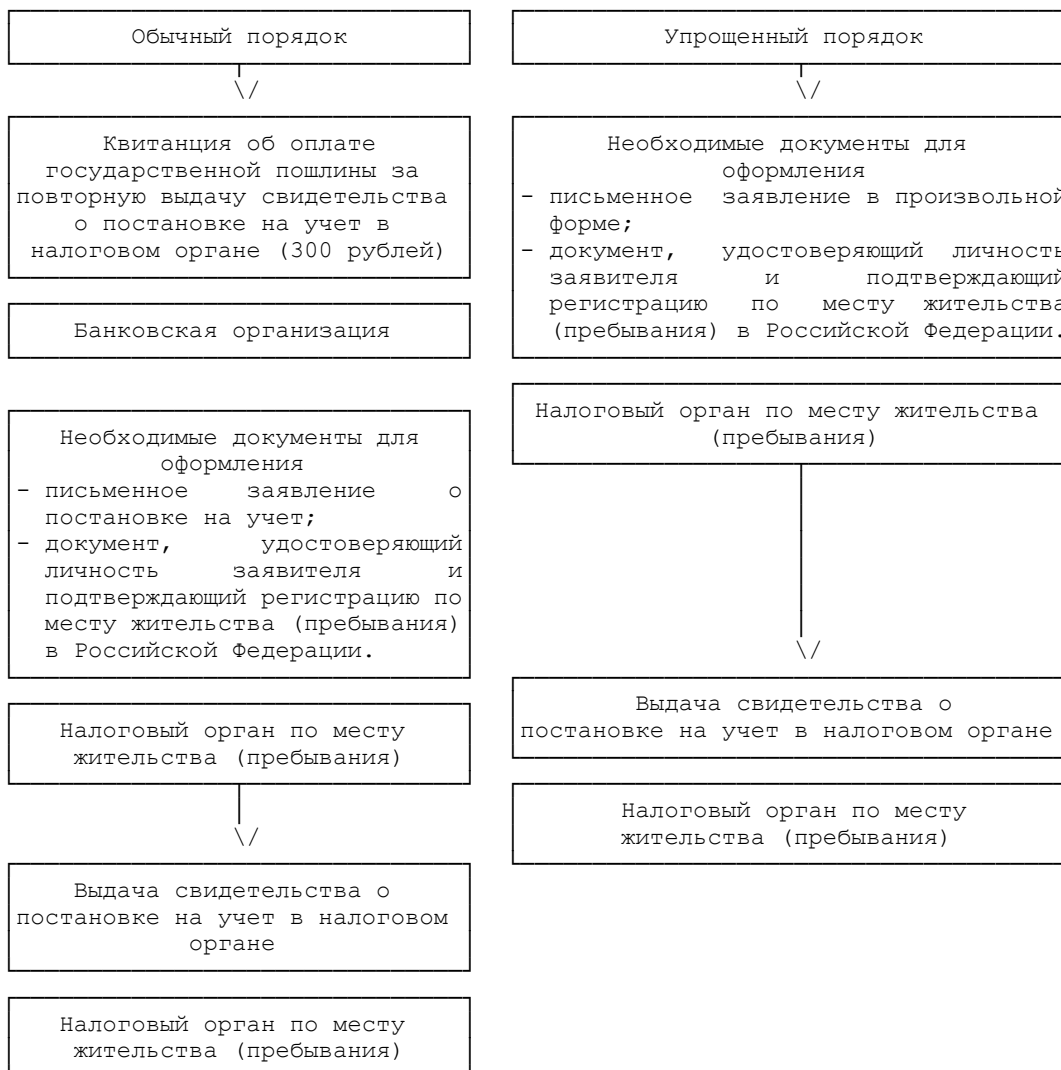 Обычный порядок
\/
Квитанция об оплате
государственной пошлины за
повторную выдачу свидетельства
о постановке на учет в
налоговом органе (300 рублей)
Банковская организация
Необходимые документы для
оформления
- письменное заявление о
постановке на учет;
- документ, удостоверяющий
личность заявителя и
подтверждающий регистрацию по
месту жительства (пребывания)
в Российской Федерации.
Налоговый орган по месту
жительства (пребывания)
\/
Выдача свидетельства о
постановке на учет в налоговом
органе
Налоговый орган по месту
жительства (пребывания)
Упрощенный порядок
\/
Необходимые документы для
оформления
- письменное заявление в произвольной
форме;
- документ, удостоверяющий личность
заявителя и подтверждающий
регистрацию по месту жительства
(пребывания) в Российской Федерации.
Налоговый орган по месту жительства
(пребывания)
\/
Выдача свидетельства о
постановке на учет в налоговом органе
Налоговый орган по месту
жительства (пребывания)